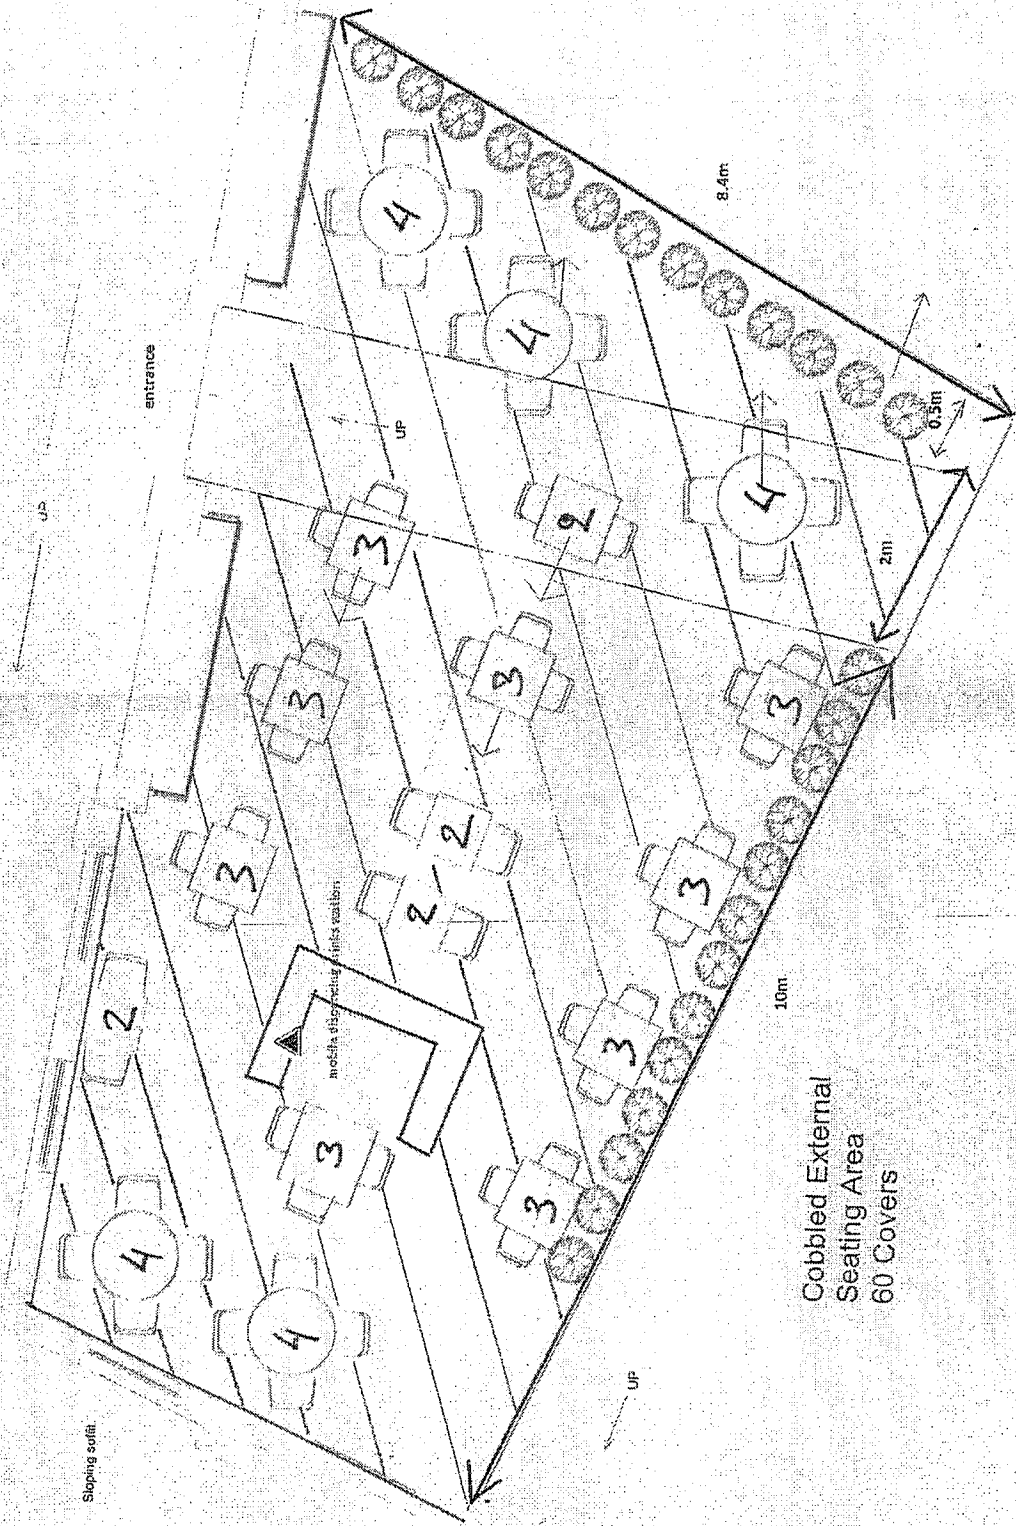 Sloping soffit
UP
entrance
UP
8.4m
0.5m
2m
10m
UP
mobile dispensing drinks station
4
4
4
3
2
3
3
3
3
2
2
3
3
2
3
3
4
4
Cobbled External
Seating Area
60 Covers